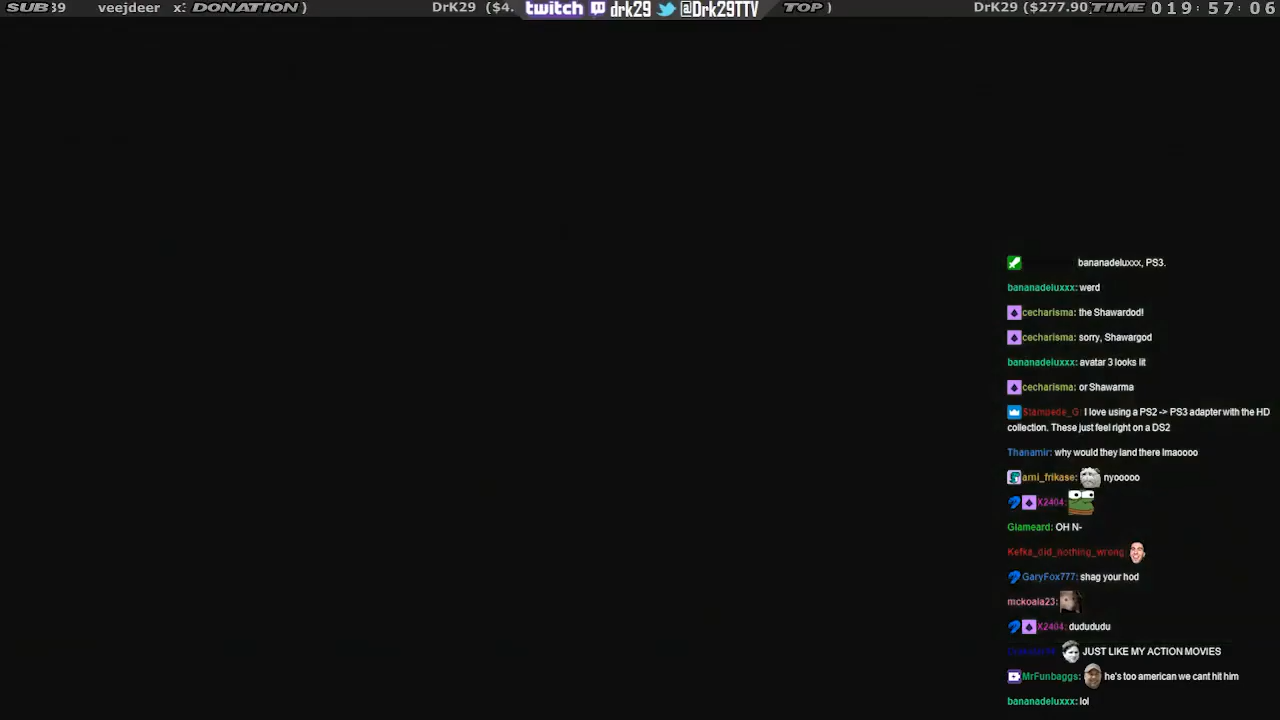 SUB 39 veejdeer x3 DONATION ) DrK29 ($4. twitch drk29 @Drk29TTV TOP ) DrK29 ($277.90 TIME 019:57:06
bananadeluxxx, PS3.
bananadeluxxx: werd
cecharisma: the Shawardod!
cecharisma: sorry, Shawargod
bananadeluxxx: avatar 3 looks lit
cecharisma: or Shawarma
Stampede_G: I love using a PS2 -> PS3 adapter with the HD
collection. These just feel right on a DS2
Thanamir: why would they land there lmaoooo
arni_frikase: nyooooo
X2404:
Glameard: OH N-
Kefka_did_nothing_wrong:
GaryFox777: shag your hod
mckoala23:
X2404: dudududu
JUST LIKE MY ACTION MOVIES
MrFunbaggs: he's too american we cant hit him
bananadeluxxx: lol